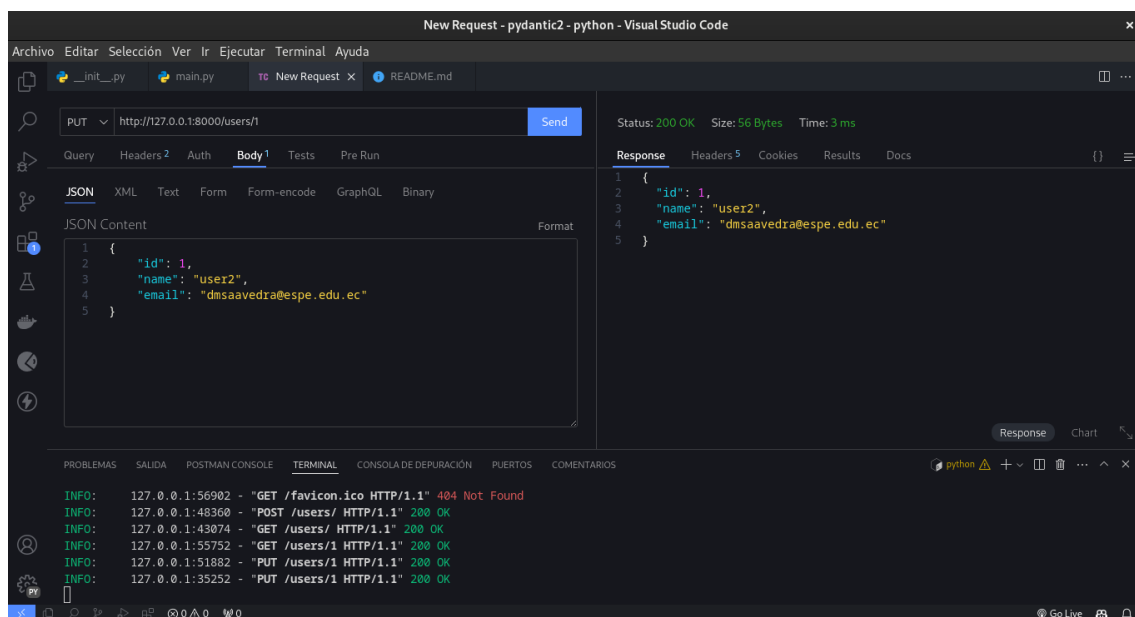 New Request - pydantic2 - python - Visual Studio Code
Archivo Editar Selección Ver Ir Ejecutar Terminal Ayuda
__init__.py main.py TC New Request README.md
PUT http://127.0.0.1:8000/users/1 Send
Status: 200 OK Size: 56 Bytes Time: 3 ms
Query Headers 2 Auth Body 1 Tests Pre Run
Response Headers 5 Cookies Results Docs {}
JSON XML Text Form Form-encode GraphQL Binary
JSON Content Format
1 {
2 "id": 1,
3 "name": "user2",
4 "email": "dmsaavedra@espe.edu.ec"
5 }
1 {
2 "id": 1,
3 "name": "user2",
4 "email": "dmsaavedra@espe.edu.ec"
5 }
1
Response Chart
PROBLEMAS SALIDA POSTMAN CONSOLE TERMINAL CONSOLA DE DEPURACIÓN PUERTOS COMENTARIOS python
INFO: 127.0.0.1:56902 - "GET /favicon.ico HTTP/1.1" 404 Not Found
INFO: 127.0.0.1:48360 - "POST /users/ HTTP/1.1" 200 OK
INFO: 127.0.0.1:43074 - "GET /users/ HTTP/1.1" 200 OK
INFO: 127.0.0.1:55752 - "GET /users/1 HTTP/1.1" 200 OK
INFO: 127.0.0.1:51882 - "PUT /users/1 HTTP/1.1" 200 OK
INFO: 127.0.0.1:35252 - "PUT /users/1 HTTP/1.1" 200 OK
PY
0 0 0 Go Live